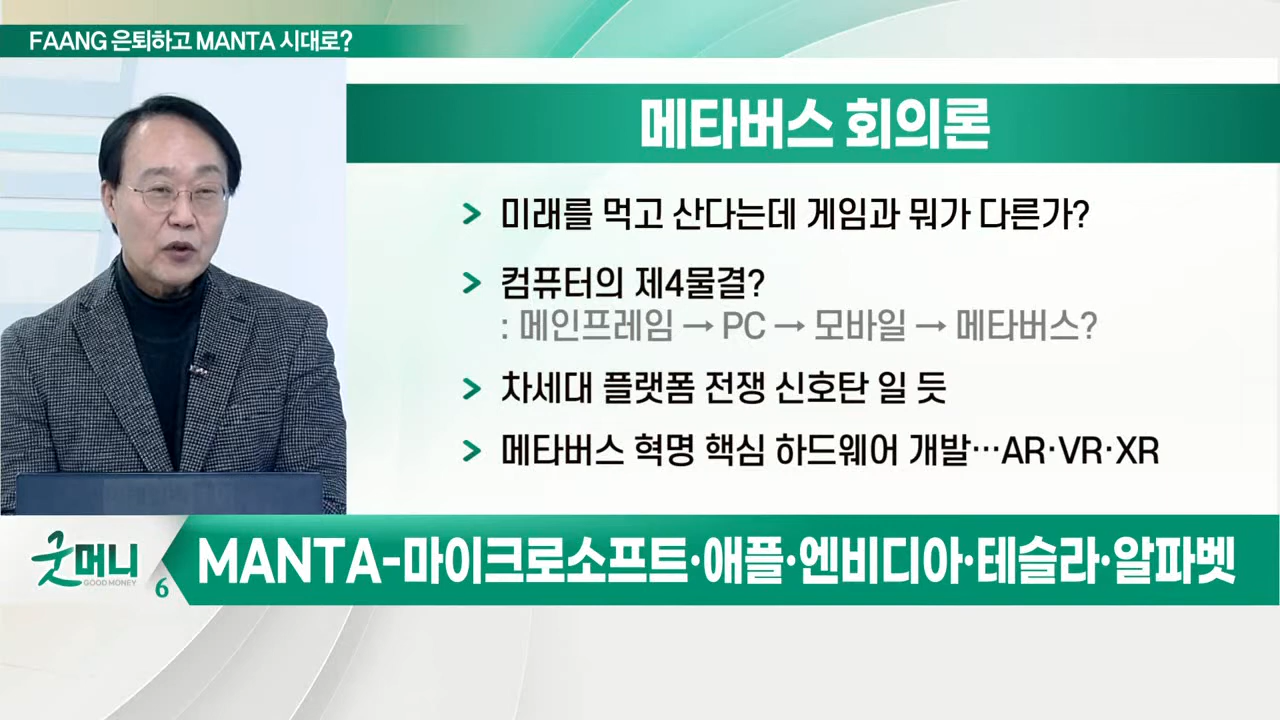 FAANG 은퇴하고 MANTA 시대로?
메타버스 회의론
> 미래를 먹고 산다는데 게임과 뭐가 다른가?
> 컴퓨터의 제4물결?
: 메인프레임 → PC → 모바일 → 메타버스?
> 차세대 플랫폼 전쟁 신호탄 일 듯
> 메타버스 혁명 핵심 하드웨어 개발…AR·VR·XR
굿머니
GOOD MONEY
6
MANTA-마이크로소프트·애플·엔비디아·테슬라·알파벳